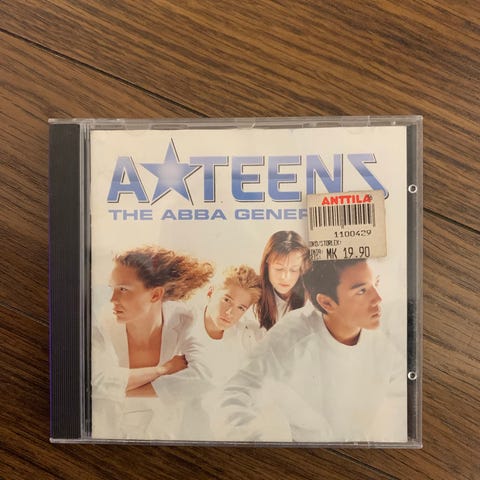 A★TEENS
THE ABBA GENER
ANTTILA
1100429
MK 19.90